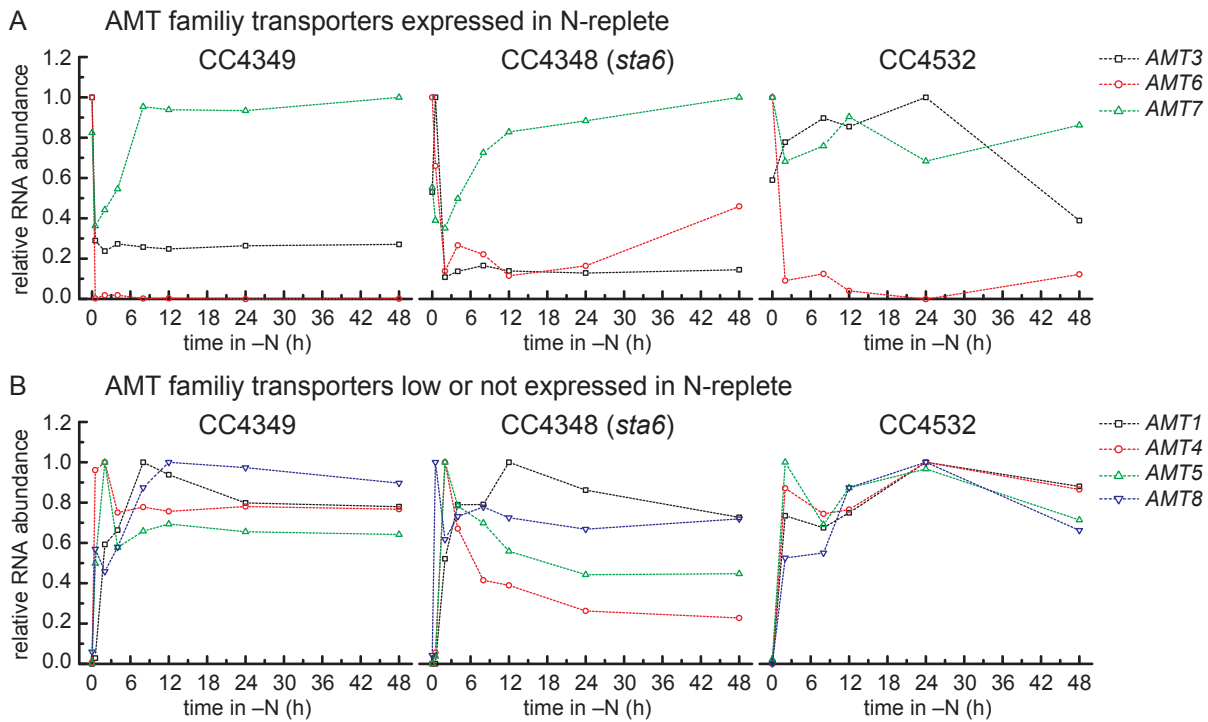 A AMT familiy transporters expressed in N-replete
CC4349 CC4348 (sta6) CC4532
AMT3
AMT6
AMT7
relative RNA abundance
1.2
1.0
0.8
0.6
0.4
0.2
0.0
0 6 12 18 24 30 36 42 48 0 6 12 18 24 30 36 42 48 0 6 12 18 24 30 36 42 48
time in –N (h) time in –N (h) time in –N (h)
B AMT familiy transporters low or not expressed in N-replete
CC4349 CC4348 (sta6) CC4532
AMT1
AMT4
AMT5
AMT8
relative RNA abundance
1.2
1.0
0.8
0.6
0.4
0.2
0.0
0 6 12 18 24 30 36 42 48 0 6 12 18 24 30 36 42 48 0 6 12 18 24 30 36 42 48
time in –N (h) time in –N (h) time in –N (h)